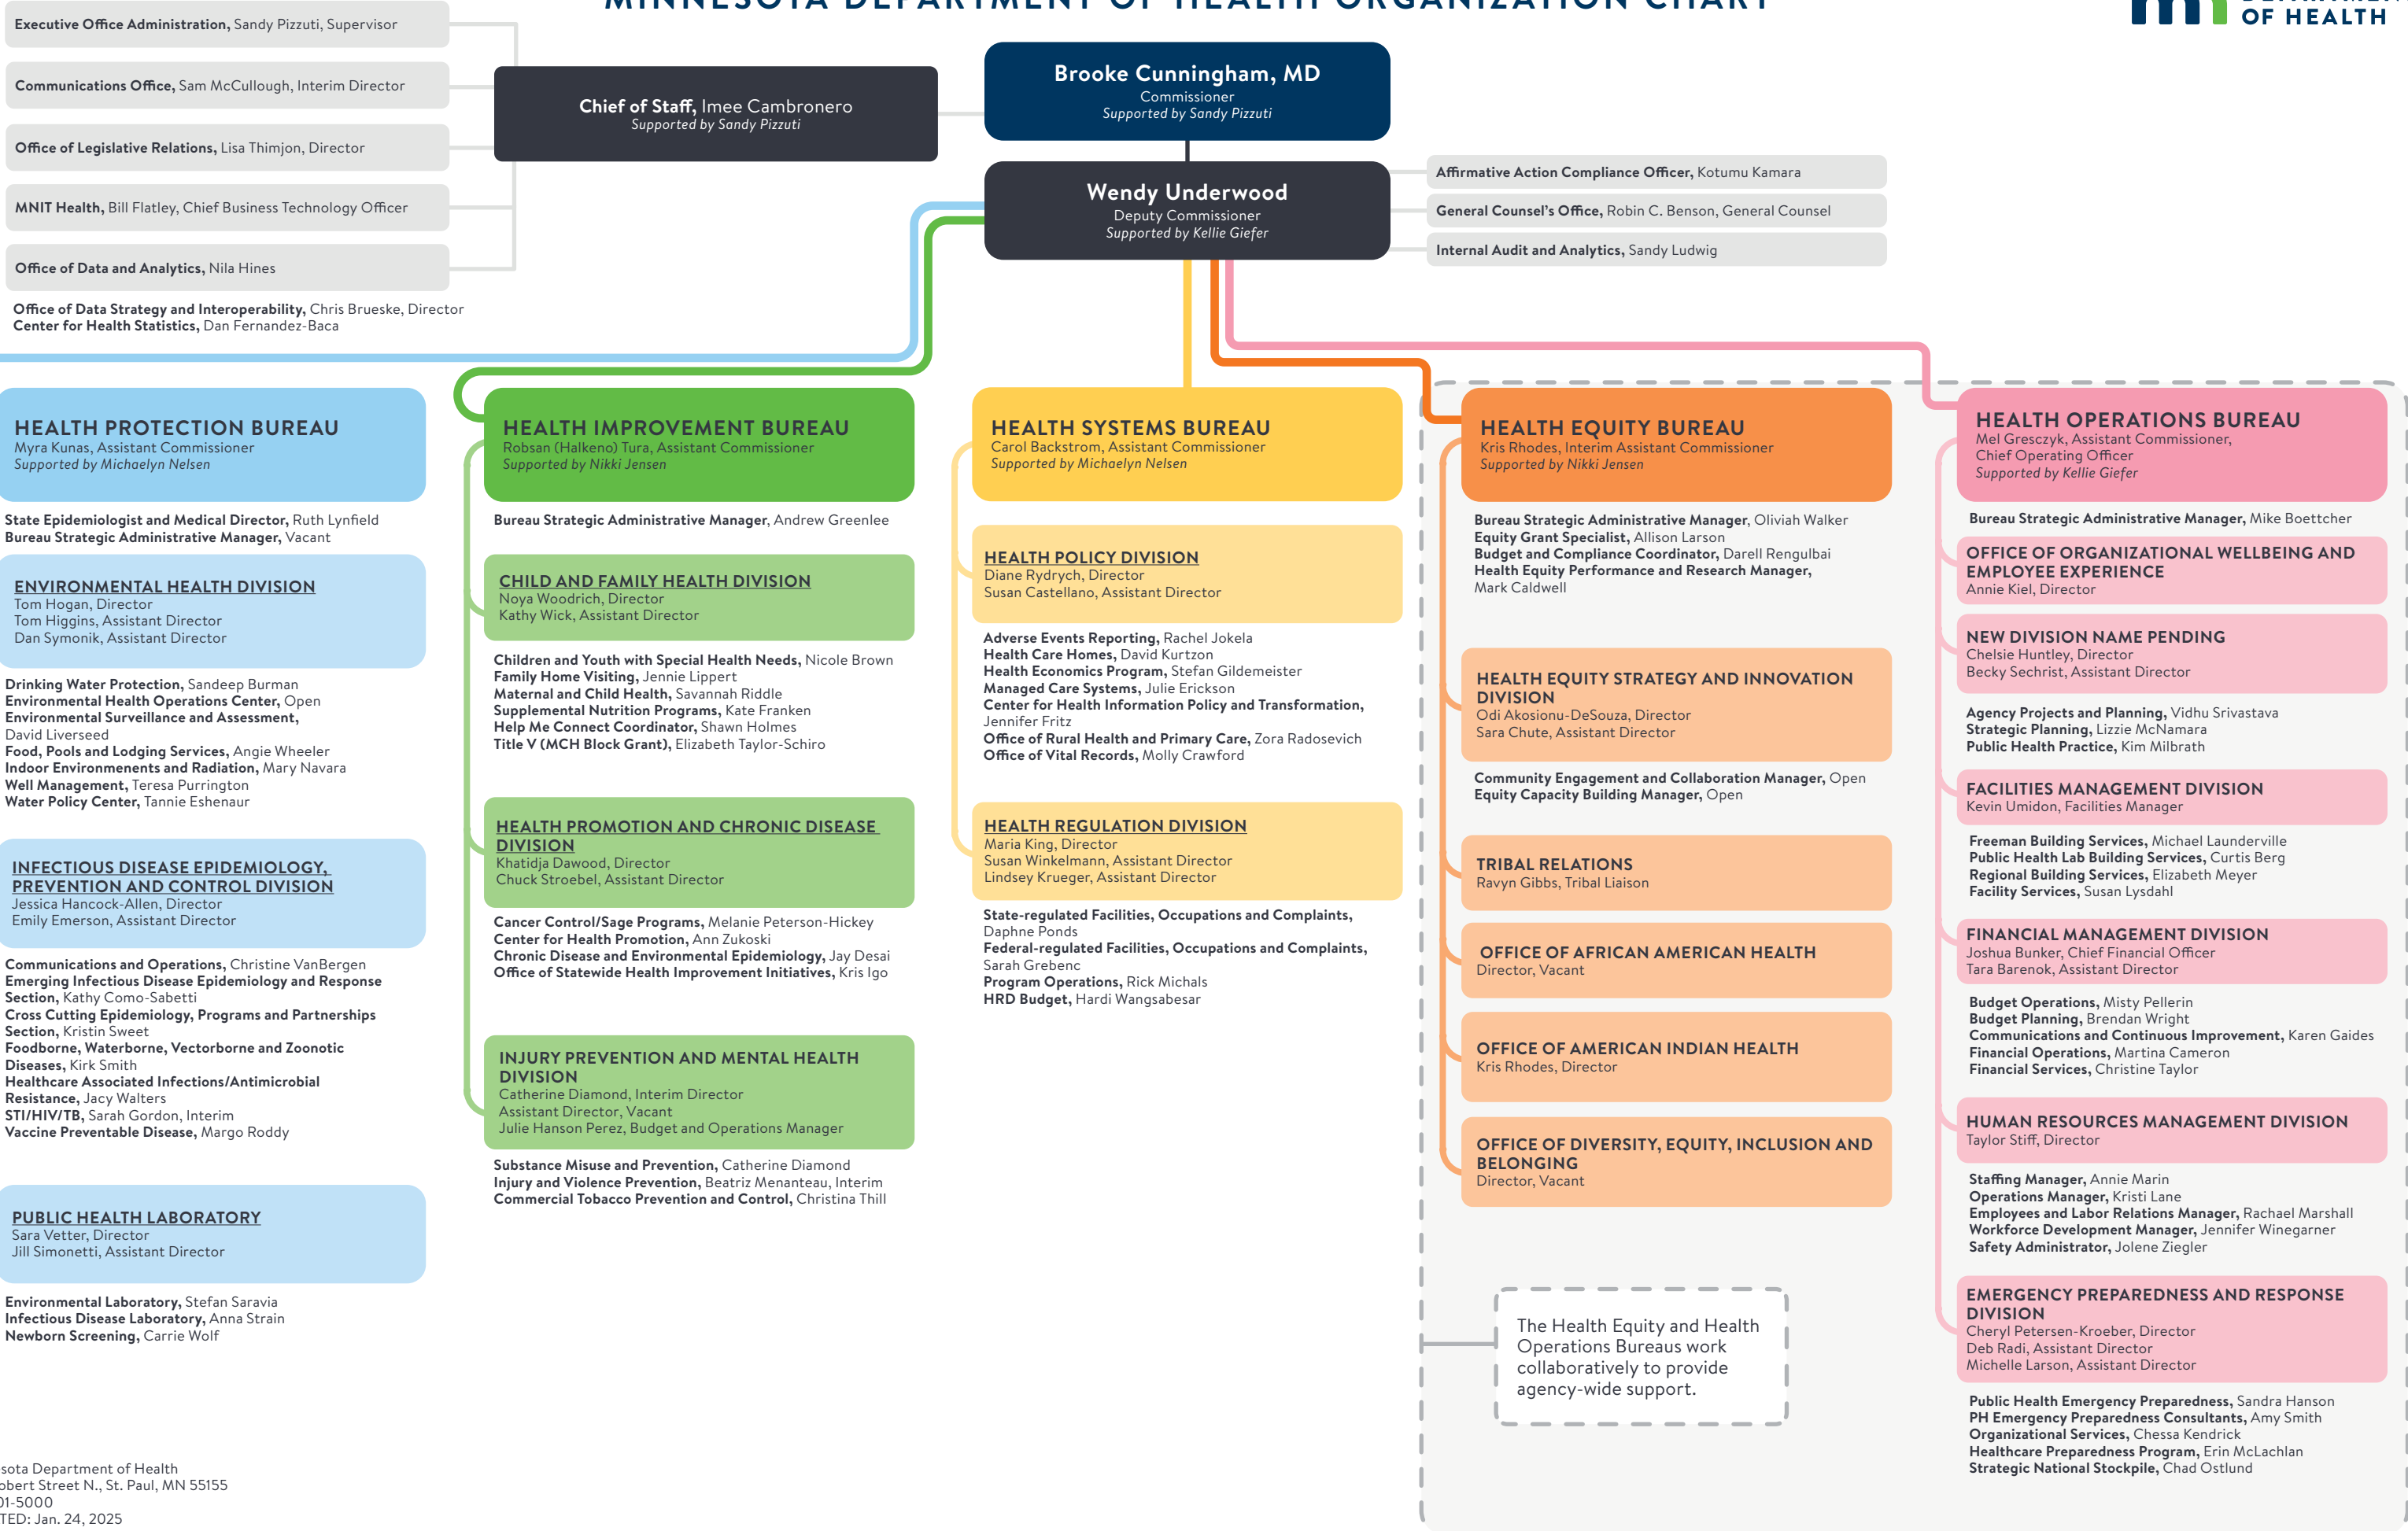 MINNESOTA DEPARTMENT OF HEALTH ORGANIZATION CHART
OF HEALTH
Executive Office Administration, Sandy Pizzuti, Supervisor
Communications Office, Sam McCullough, Interim Director
Office of Legislative Relations, Lisa Thimjon, Director
MNIT Health, Bill Flatley, Chief Business Technology Officer
Office of Data and Analytics, Nila Hines
Office of Data Strategy and Interoperability, Chris Brueske, Director
Center for Health Statistics, Dan Fernandez-Baca
Chief of Staff, Imee Cambronero
Supported by Sandy Pizzuti
Brooke Cunningham, MD
Commissioner
Supported by Sandy Pizzuti
Wendy Underwood
Deputy Commissioner
Supported by Kellie Giefer
Affirmative Action Compliance Officer, Kotumu Kamara
General Counsel's Office, Robin C. Benson, General Counsel
Internal Audit and Analytics, Sandy Ludwig
HEALTH PROTECTION BUREAU
Myra Kunas, Assistant Commissioner
Supported by Michaelyn Nelsen
State Epidemiologist and Medical Director, Ruth Lynfield
Bureau Strategic Administrative Manager, Vacant
ENVIRONMENTAL HEALTH DIVISION
Tom Hogan, Director
Tom Higgins, Assistant Director
Dan Symonik, Assistant Director
Drinking Water Protection, Sandeep Burman
Environmental Health Operations Center, Open
Environmental Surveillance and Assessment,
David Liverseed
Food, Pools and Lodging Services, Angie Wheeler
Indoor Environmenents and Radiation, Mary Navara
Well Management, Teresa Purrington
Water Policy Center, Tannie Eshenaur
INFECTIOUS DISEASE EPIDEMIOLOGY,
PREVENTION AND CONTROL DIVISION
Jessica Hancock-Allen, Director
Emily Emerson, Assistant Director
Communications and Operations, Christine VanBergen
Emerging Infectious Disease Epidemiology and Response
Section, Kathy Como-Sabetti
Cross Cutting Epidemiology, Programs and Partnerships
Section, Kristin Sweet
Foodborne, Waterborne, Vectorborne and Zoonotic
Diseases, Kirk Smith
Healthcare Associated Infections/Antimicrobial
Resistance, Jacy Walters
STI/HIV/TB, Sarah Gordon, Interim
Vaccine Preventable Disease, Margo Roddy
PUBLIC HEALTH LABORATORY
Sara Vetter, Director
Jill Simonetti, Assistant Director
Environmental Laboratory, Stefan Saravia
Infectious Disease Laboratory, Anna Strain
Newborn Screening, Carrie Wolf
HEALTH IMPROVEMENT BUREAU
Robsan (Halkeno) Tura, Assistant Commissioner
Supported by Nikki Jensen
Bureau Strategic Administrative Manager, Andrew Greenlee
CHILD AND FAMILY HEALTH DIVISION
Noya Woodrich, Director
Kathy Wick, Assistant Director
Children and Youth with Special Health Needs, Nicole Brown
Family Home Visiting, Jennie Lippert
Maternal and Child Health, Savannah Riddle
Supplemental Nutrition Programs, Kate Franken
Help Me Connect Coordinator, Shawn Holmes
Title V (MCH Block Grant), Elizabeth Taylor-Schiro
HEALTH PROMOTION AND CHRONIC DISEASE
DIVISION
Khatidja Dawood, Director
Chuck Stroebel, Assistant Director
Cancer Control/Sage Programs, Melanie Peterson-Hickey
Center for Health Promotion, Ann Zukoski
Chronic Disease and Environmental Epidemiology, Jay Desai
Office of Statewide Health Improvement Initiatives, Kris Igo
INJURY PREVENTION AND MENTAL HEALTH
DIVISION
Catherine Diamond, Interim Director
Assistant Director, Vacant
Julie Hanson Perez, Budget and Operations Manager
Substance Misuse and Prevention, Catherine Diamond
Injury and Violence Prevention, Beatriz Menanteau, Interim
Commercial Tobacco Prevention and Control, Christina Thill
HEALTH SYSTEMS BUREAU
Carol Backstrom, Assistant Commissioner
Supported by Michaelyn Nelsen
HEALTH POLICY DIVISION
Diane Rydrych, Director
Susan Castellano, Assistant Director
Adverse Events Reporting, Rachel Jokela
Health Care Homes, David Kurtzon
Health Economics Program, Stefan Gildemeister
Managed Care Systems, Julie Erickson
Center for Health Information Policy and Transformation,
Jennifer Fritz
Office of Rural Health and Primary Care, Zora Radosevich
Office of Vital Records, Molly Crawford
HEALTH REGULATION DIVISION
Maria King, Director
Susan Winkelmann, Assistant Director
Lindsey Krueger, Assistant Director
State-regulated Facilities, Occupations and Complaints,
Daphne Ponds
Federal-regulated Facilities, Occupations and Complaints,
Sarah Grebenc
Program Operations, Rick Michals
HRD Budget, Hardi Wangsabesar
HEALTH EQUITY BUREAU
Kris Rhodes, Interim Assistant Commissioner
Supported by Nikki Jensen
Bureau Strategic Administrative Manager, Oliviah Walker
Equity Grant Specialist, Allison Larson
Budget and Compliance Coordinator, Darell Rengulbai
Health Equity Performance and Research Manager,
Mark Caldwell
HEALTH EQUITY STRATEGY AND INNOVATION
DIVISION
Odi Akosionu-DeSouza, Director
Sara Chute, Assistant Director
Community Engagement and Collaboration Manager, Open
Equity Capacity Building Manager, Open
TRIBAL RELATIONS
Ravyn Gibbs, Tribal Liaison
OFFICE OF AFRICAN AMERICAN HEALTH
Director, Vacant
OFFICE OF AMERICAN INDIAN HEALTH
Kris Rhodes, Director
OFFICE OF DIVERSITY, EQUITY, INCLUSION AND
BELONGING
Director, Vacant
The Health Equity and Health
Operations Bureaus work
collaboratively to provide
agency-wide support.
HEALTH OPERATIONS BUREAU
Mel Gresczyk, Assistant Commissioner,
Chief Operating Officer
Supported by Kellie Giefer
Bureau Strategic Administrative Manager, Mike Boettcher
OFFICE OF ORGANIZATIONAL WELLBEING AND
EMPLOYEE EXPERIENCE
Annie Kiel, Director
NEW DIVISION NAME PENDING
Chelsie Huntley, Director
Becky Sechrist, Assistant Director
Agency Projects and Planning, Vidhu Srivastava
Strategic Planning, Lizzie McNamara
Public Health Practice, Kim Milbrath
FACILITIES MANAGEMENT DIVISION
Kevin Umidon, Facilities Manager
Freeman Building Services, Michael Launderville
Public Health Lab Building Services, Curtis Berg
Regional Building Services, Elizabeth Meyer
Facility Services, Susan Lysdahl
FINANCIAL MANAGEMENT DIVISION
Joshua Bunker, Chief Financial Officer
Tara Barenok, Assistant Director
Budget Operations, Misty Pellerin
Budget Planning, Brendan Wright
Communications and Continuous Improvement, Karen Gaides
Financial Operations, Martina Cameron
Financial Services, Christine Taylor
HUMAN RESOURCES MANAGEMENT DIVISION
Taylor Stiff, Director
Staffing Manager, Annie Marin
Operations Manager, Kristi Lane
Employees and Labor Relations Manager, Rachael Marshall
Workforce Development Manager, Jennifer Winegarner
Safety Administrator, Jolene Ziegler
EMERGENCY PREPAREDNESS AND RESPONSE
DIVISION
Cheryl Petersen-Kroeber, Director
Deb Radi, Assistant Director
Michelle Larson, Assistant Director
Public Health Emergency Preparedness, Sandra Hanson
PH Emergency Preparedness Consultants, Amy Smith
Organizational Services, Chessa Kendrick
Healthcare Preparedness Program, Erin McLachlan
Strategic National Stockpile, Chad Ostlund
sota Department of Health
obert Street N., St. Paul, MN 55155
01-5000
TED: Jan. 24, 2025